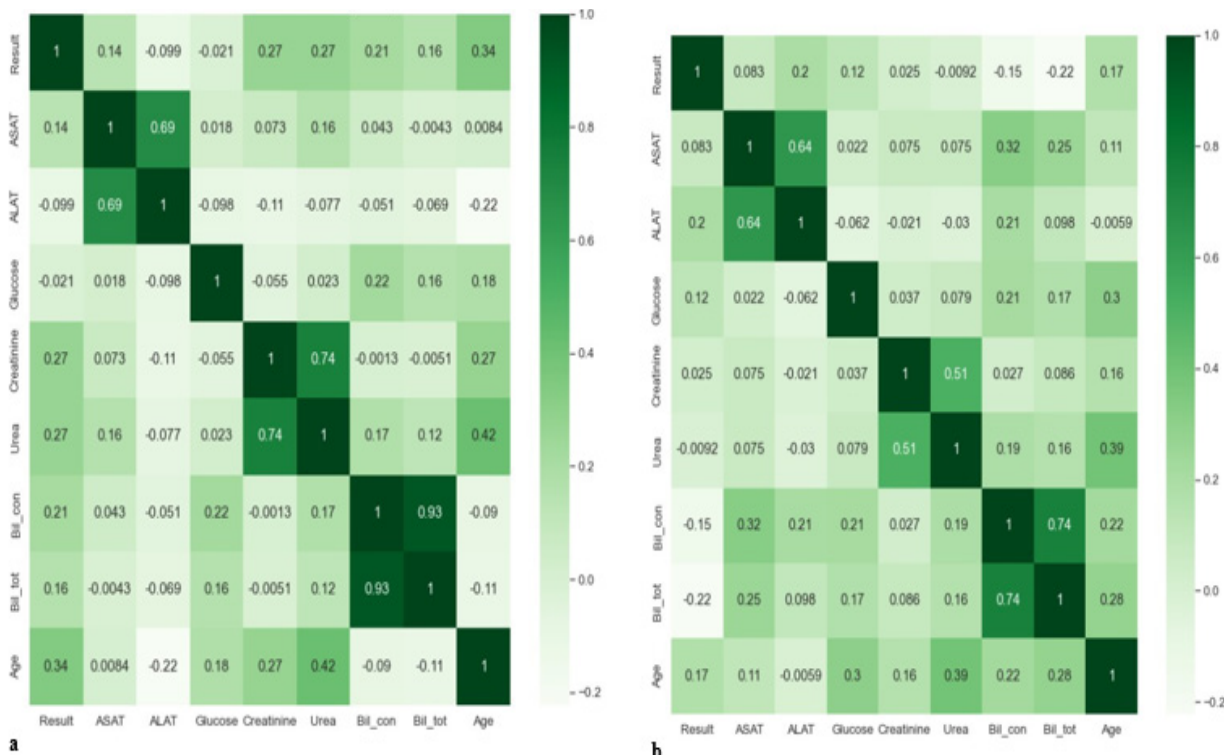 Result 1 0.14 -0.099 -0.021 0.27 0.27 0.21 0.16 0.34
ASAT 0.14 1 0.69 0.018 0.073 0.16 0.043 -0.0043 0.0084
ALAT -0.099 0.69 1 -0.098 -0.11 -0.077 -0.051 -0.069 -0.22
Glucose -0.021 0.018 -0.098 1 -0.055 0.023 0.22 0.16 0.18
Creatinine 0.27 0.073 -0.11 -0.055 1 0.74 -0.0013 -0.0051 0.27
Urea 0.27 0.16 -0.077 0.023 0.74 1 0.17 0.12 0.42
Bil_con 0.21 0.043 -0.051 0.22 -0.0013 0.17 1 0.93 -0.09
Bil_tot 0.16 -0.0043 -0.069 0.16 -0.0051 0.12 0.93 1 -0.11
Age 0.34 0.0084 -0.22 0.18 0.27 0.42 -0.09 -0.11 1
Result ASAT ALAT Glucose Creatinine Urea Bil_con Bil_tot Age
1.0
0.8
0.6
0.4
0.2
0.0
−0.2
a
Result 1 0.083 0.2 0.12 0.025 -0.0092 -0.15 -0.22 0.17
ASAT 0.083 1 0.64 0.022 0.075 0.075 0.32 0.25 0.11
ALAT 0.2 0.64 1 -0.062 -0.021 -0.03 0.21 0.098 -0.0059
Glucose 0.12 0.022 -0.062 1 0.037 0.079 0.21 0.17 0.3
Creatinine 0.025 0.075 -0.021 0.037 1 0.51 0.027 0.086 0.16
Urea -0.0092 0.075 -0.03 0.079 0.51 1 0.19 0.16 0.39
Bil_con -0.15 0.32 0.21 0.21 0.027 0.19 1 0.74 0.22
Bil_tot -0.22 0.25 0.098 0.17 0.086 0.16 0.74 1 0.28
Age 0.17 0.11 -0.0059 0.3 0.16 0.39 0.22 0.28 1
Result ASAT ALAT Glucose Creatinine Urea Bil_con Bil_tot Age
1.0
0.8
0.6
0.4
0.2
0.0
−0.2
b